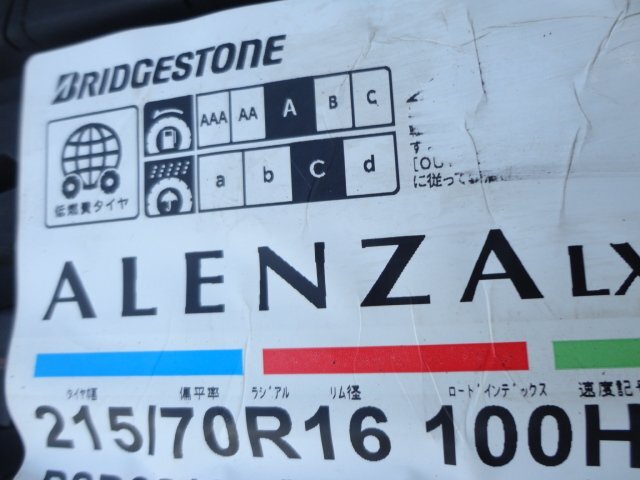 BRIDGESTONE
AAA AA A B C
a b c d
低燃費タイヤ
に従って
ALENZA LX
タイヤ幅 偏平率 ラジアル リム径 ロードインデックス 速度記号
215/70R16 100H